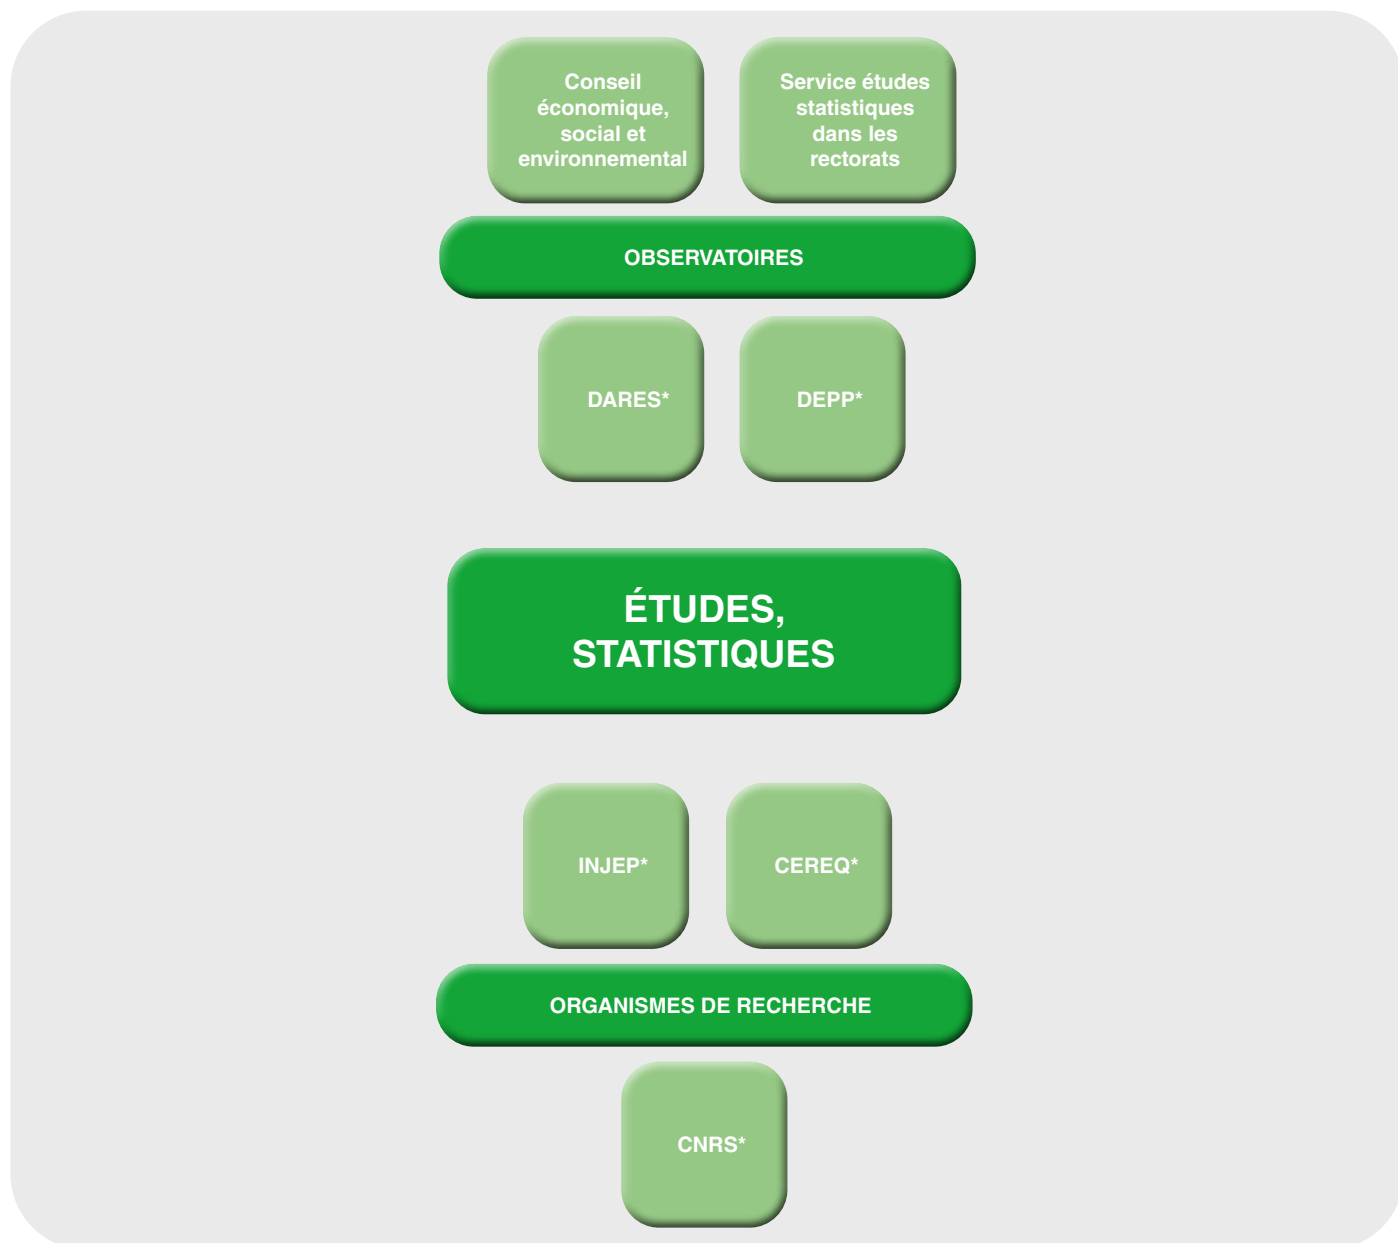 Conseil
économique,
social et
environnemental
Service études
statistiques
dans les
rectorats
OBSERVATOIRES
DARES*
DEPP*
ÉTUDES,
STATISTIQUES
INJEP*
CEREQ*
ORGANISMES DE RECHERCHE
CNRS*